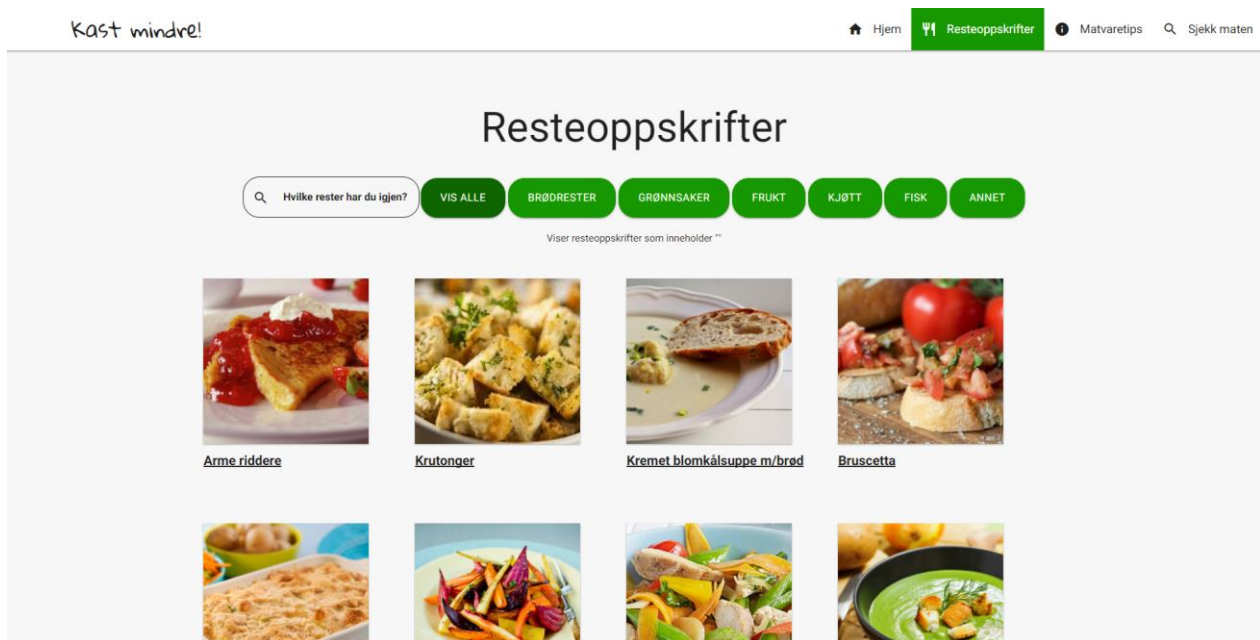 Kast mindre!
Hjem
Resteoppskrifter
Matvaretips
Sjekk maten
Resteoppskrifter
Hvilke rester har du igjen?
VIS ALLE
BRØDRESTER
GRØNNSAKER
FRUKT
KJØTT
FISK
ANNET
Viser resteoppskrifter som inneholder ""
Arme riddere
Krutonger
Kremet blomkålsuppe m/brød
Bruscetta